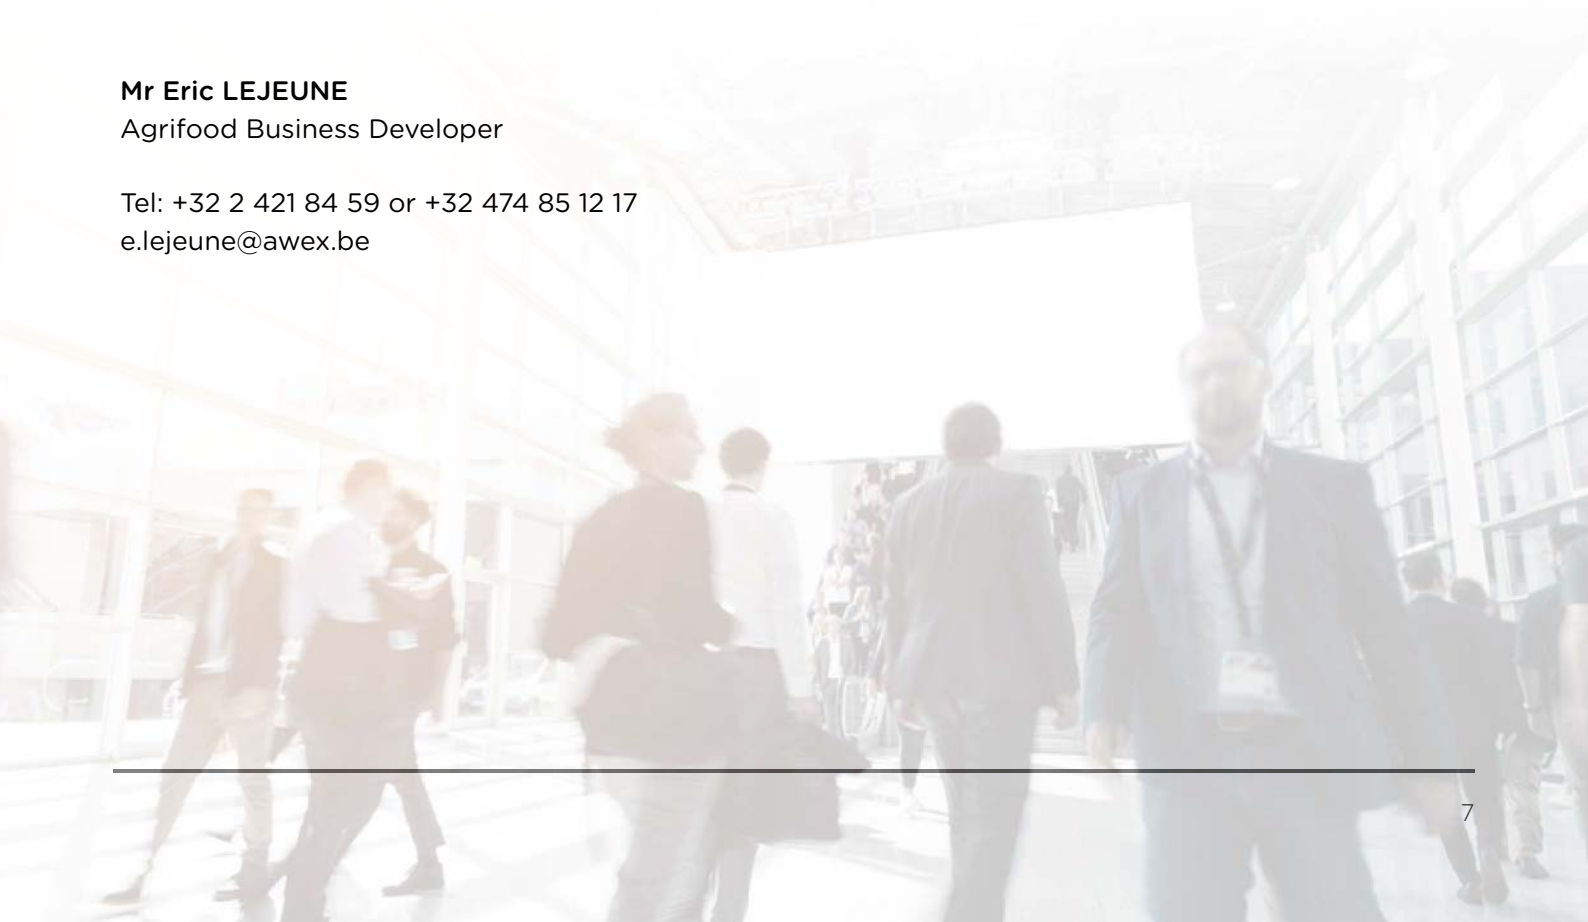 Mr Eric LEJEUNE
Agrifood Business Developer
Tel: +32 2 421 84 59 or +32 474 85 12 17
e.lejeune@awex.be
7